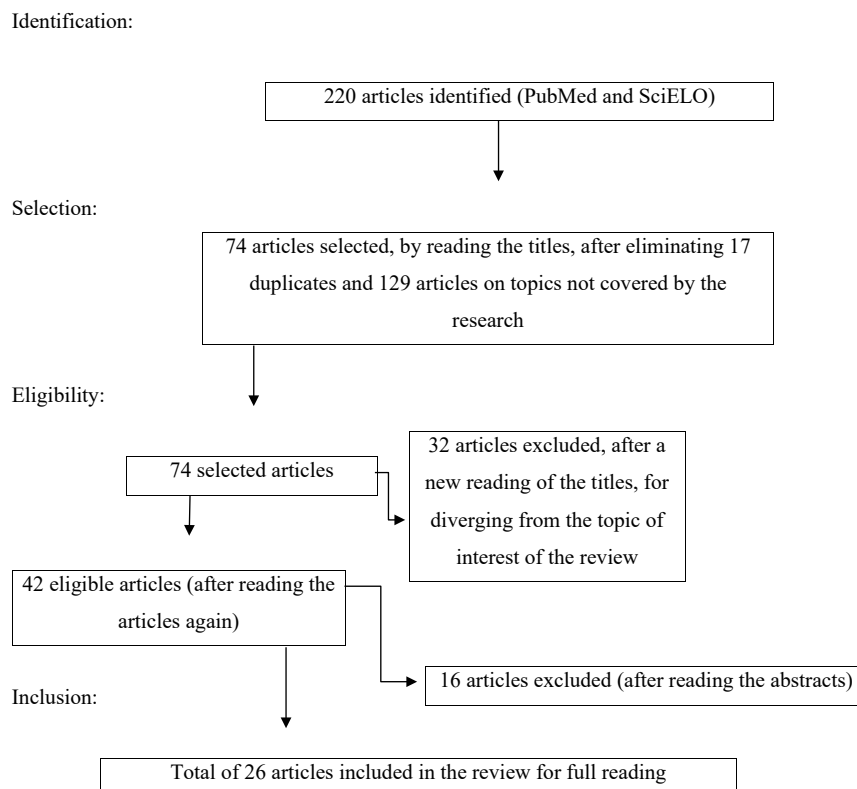 Identification:
220 articles identified (PubMed and SciELO)
Selection:
74 articles selected, by reading the titles, after eliminating 17
duplicates and 129 articles on topics not covered by the
research
Eligibility:
74 selected articles
32 articles excluded, after a
new reading of the titles, for
diverging from the topic of
interest of the review
42 eligible articles (after reading the
articles again)
16 articles excluded (after reading the abstracts)
Inclusion:
Total of 26 articles included in the review for full reading